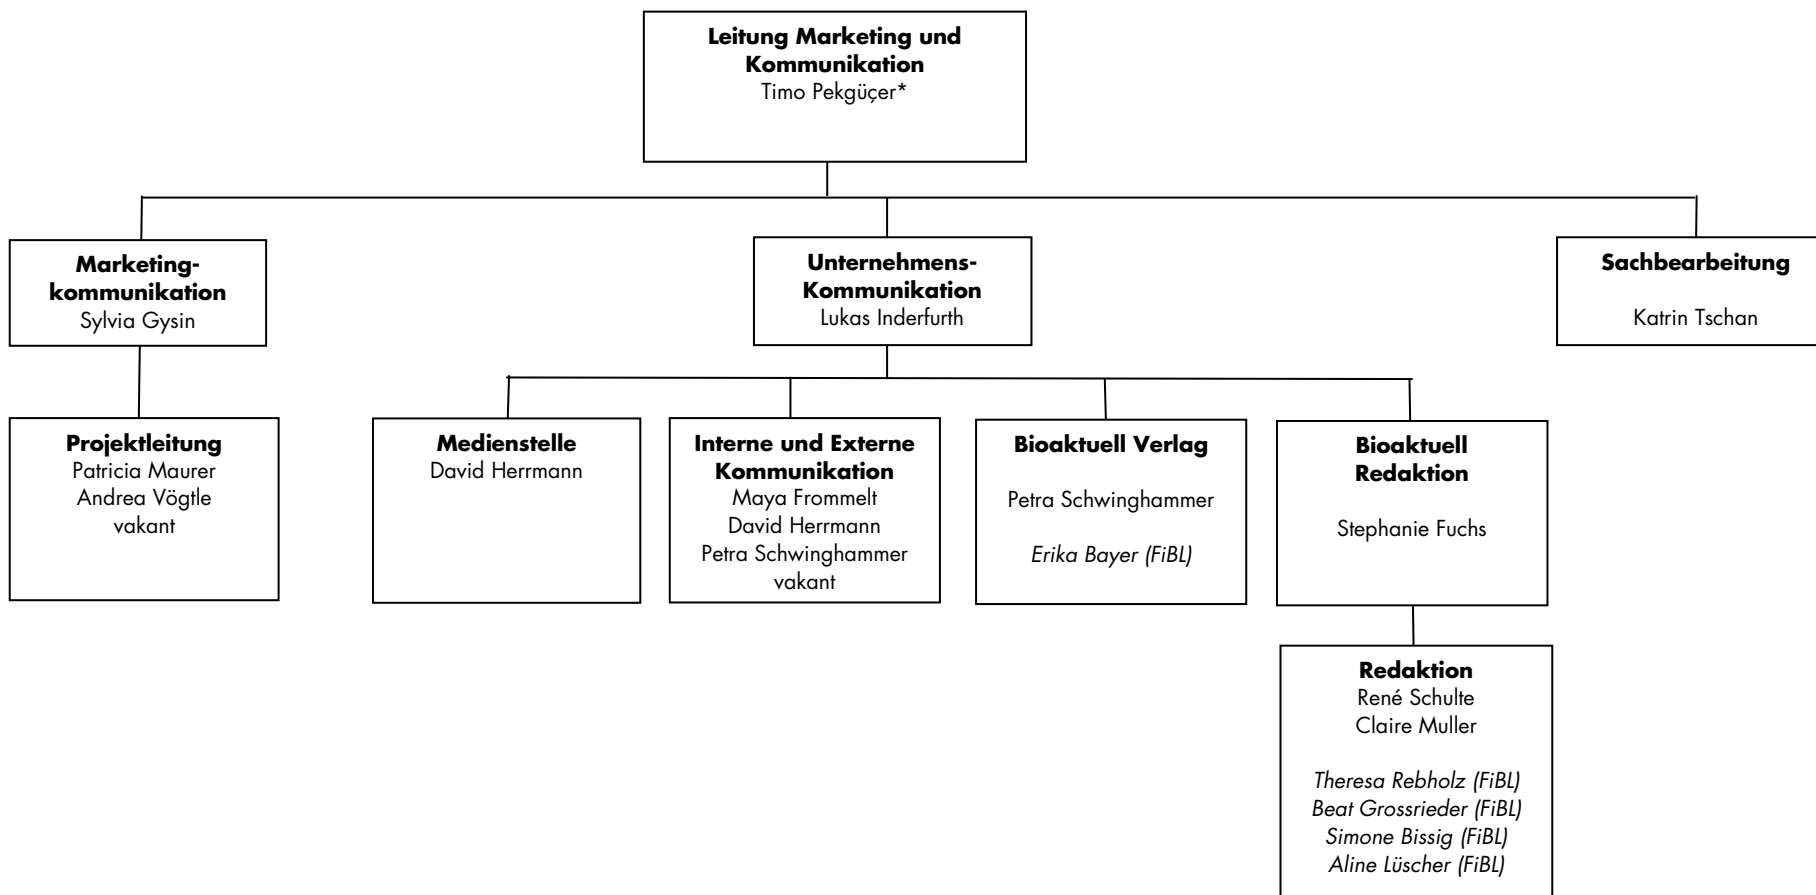 Leitung Marketing und
Kommunikation
Timo Pekgüçer*
Marketing-
kommunikation
Sylvia Gysin
Unternehmens-
Kommunikation
Lukas Inderfurth
Sachbearbeitung
Katrin Tschan
Projektleitung
Patricia Maurer
Andrea Vögtle
vakant
Medienstelle
David Herrmann
Interne und Externe
Kommunikation
Maya Frommelt
David Herrmann
Petra Schwinghammer
vakant
Bioaktuell Verlag
Petra Schwinghammer
Erika Bayer (FiBL)
Bioaktuell
Redaktion
Stephanie Fuchs
Redaktion
René Schulte
Claire Muller
Theresa Rebholz (FiBL)
Beat Grossrieder (FiBL)
Simone Bissig (FiBL)
Aline Lüscher (FiBL)